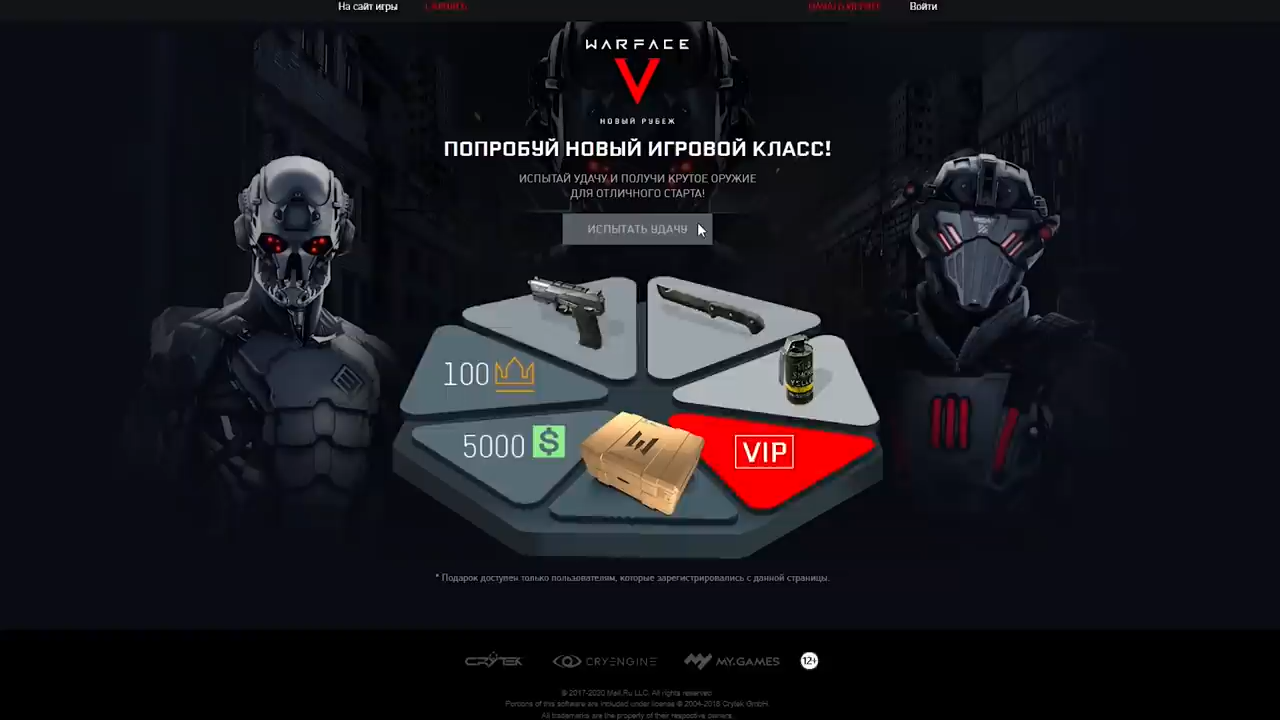 На сайт игры
Войти
WARFACE
НОВЫЙ РУБЕЖ
ПОПРОБУЙ НОВЫЙ ИГРОВОЙ КЛАСС!
ИСПЫТАЙ УДАЧУ И ПОЛУЧИ КРУТОЕ ОРУЖИЕ
ДЛЯ ОТЛИЧНОГО СТАРТА!
ИСПЫТАТЬ УДАЧУ
100
SMOKE
YELLOW
5000 $
VIP
* Подарок доступен только пользователям, которые зарегистрировались с данной страницы.
CRYTEK CRYENGINE MY.GAMES 12+
© 2017-2020 Mail.Ru LLC. All rights reserved
Portions of this software are included under license © 2004-2018 Crytek GmbH.
All trademarks are the property of their respective owners.